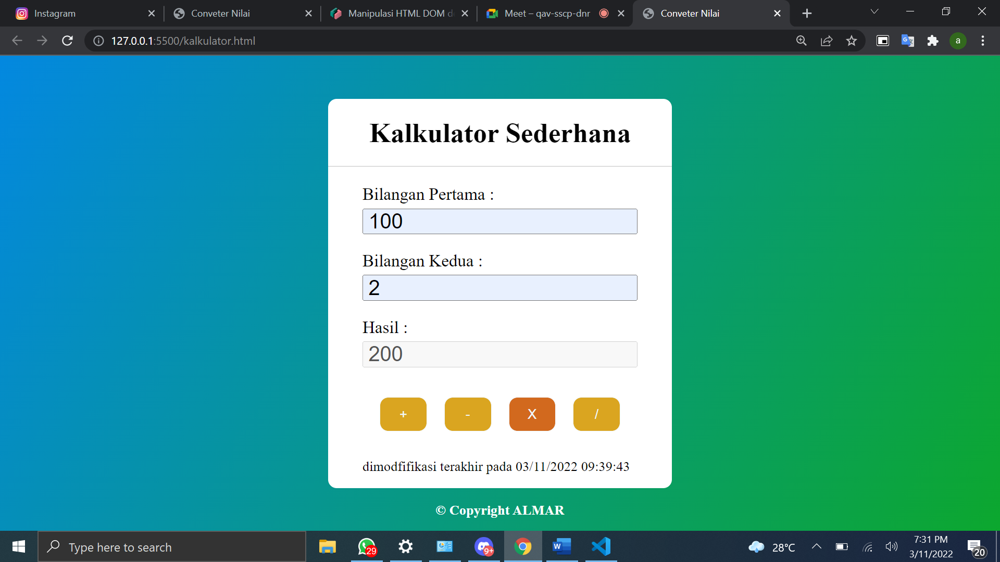 Instagram
Conveter Nilai
Manipulasi HTML DOM d
Meet – qav-sscp-dnr
Conveter Nilai
127.0.0.1:5500/kalkulator.html
a
Kalkulator Sederhana
Bilangan Pertama :
100
Bilangan Kedua :
2
Hasil :
200
+ - X /
dimodfifikasi terakhir pada 03/11/2022 09:39:43
© Copyright ALMAR
Type here to search
29
9+
W
28°C
7:31 PM
3/11/2022
20